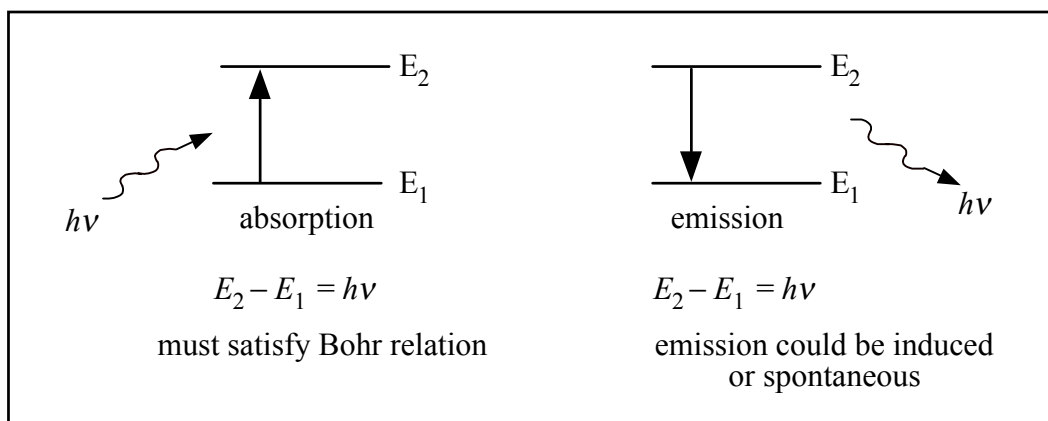 E₂
E₁
hν
absorption
E₂ – E₁ = hν
must satisfy Bohr relation
E₂
E₁
hν
emission
E₂ – E₁ = hν
emission could be induced
or spontaneous